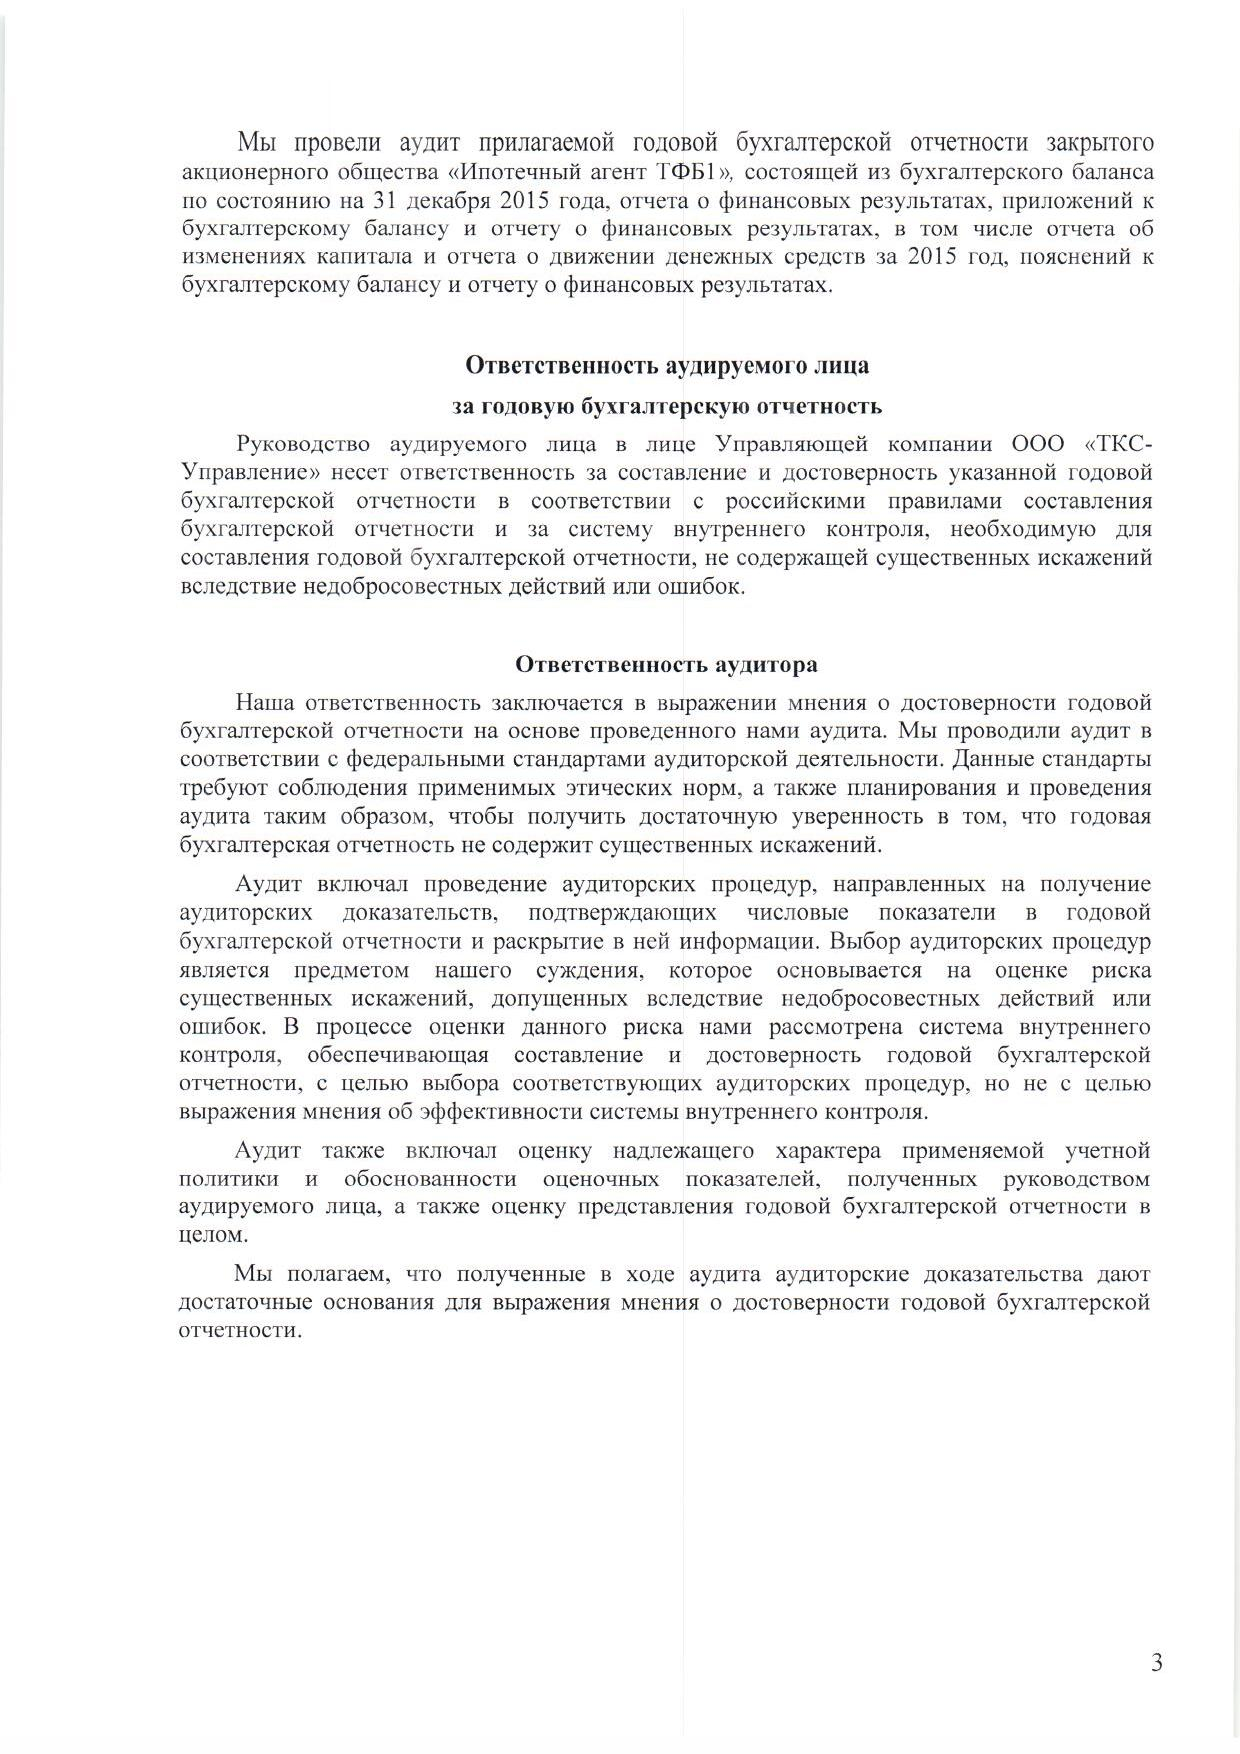 Мы провели аудит прилагаемой годовой бухгалтерской отчетности закрытого
акционерного общества «Ипотечный агент ТФБ1», состоящей из бухгалтерского баланса
по состоянию на 31 декабря 2015 года, отчета о финансовых результатах, приложений к
бухгалтерскому балансу и отчету о финансовых результатах, в том числе отчета об
изменениях капитала и отчета о движении денежных средств за 2015 год, пояснений к
бухгалтерскому балансу и отчету о финансовых результатах.
Ответственность аудируемого лица
за годовую бухгалтерскую отчетность
Руководство аудируемого лица в лице Управляющей компании ООО «ТКС-
Управление» несет ответственность за составление и достоверность указанной годовой
бухгалтерской отчетности в соответствии с российскими правилами составления
бухгалтерской отчетности и за систему внутреннего контроля, необходимую для
составления годовой бухгалтерской отчетности, не содержащей существенных искажений
вследствие недобросовестных действий или ошибок.
Ответственность аудитора
Наша ответственность заключается в выражении мнения о достоверности годовой
бухгалтерской отчетности на основе проведенного нами аудита. Мы проводили аудит в
соответствии с федеральными стандартами аудиторской деятельности. Данные стандарты
требуют соблюдения применимых этических норм, а также планирования и проведения
аудита таким образом, чтобы получить достаточную уверенность в том, что годовая
бухгалтерская отчетность не содержит существенных искажений.
Аудит включал проведение аудиторских процедур, направленных на получение
аудиторских доказательств, подтверждающих числовые показатели в годовой
бухгалтерской отчетности и раскрытие в ней информации. Выбор аудиторских процедур
является предметом нашего суждения, которое основывается на оценке риска
существенных искажений, допущенных вследствие недобросовестных действий или
ошибок. В процессе оценки данного риска нами рассмотрена система внутреннего
контроля, обеспечивающая составление и достоверность годовой бухгалтерской
отчетности, с целью выбора соответствующих аудиторских процедур, но не с целью
выражения мнения об эффективности системы внутреннего контроля.
Аудит также включал оценку надлежащего характера применяемой учетной
политики и обоснованности оценочных показателей, полученных руководством
аудируемого лица, а также оценку представления годовой бухгалтерской отчетности в
целом.
Мы полагаем, что полученные в ходе аудита аудиторские доказательства дают
достаточные основания для выражения мнения о достоверности годовой бухгалтерской
отчетности.
3